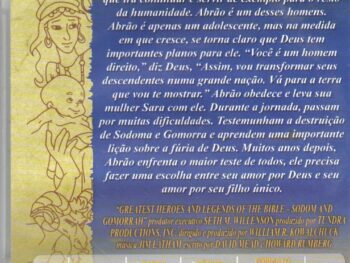 que irá continuar e servir de exemplo para o resto
da humanidade. Abrão é um desses homens.
Abrão é apenas um adolescente, mas na medida
em que cresce, se torna claro que Deus tem
importantes planos para ele. “Você é um homem
direito,” diz Deus, “Assim, vou transformar seus
descendentes numa grande nação. Vá para a terra
que vou te mostrar.” Abrão obedece e leva sua
mulher Sara com ele. Durante a jornada, passam
por muitas dificuldades. Testemunham a destruição
de Sodoma e Gomorra e aprendem uma importante
lição sobre a fúria de Deus. Muitos anos depois,
Abrão enfrenta o maior teste de todos, ele precisa
fazer uma escolha entre seu amor por Deus e
seu amor por seu filho único.
“GREATEST HEROES AND LEGENDS OF THE BIBLE – SODOM AND
GOMORRAH” produtor executivo SETH M. WILLENSON produzido por TUNDRA
PRODUCTIONS, INC. dirigido e produzido por WILLIAM R. KOWALCHUCK
música JIM LATHAM escrito por DAVID MEAD e HOWARD RUMBERG